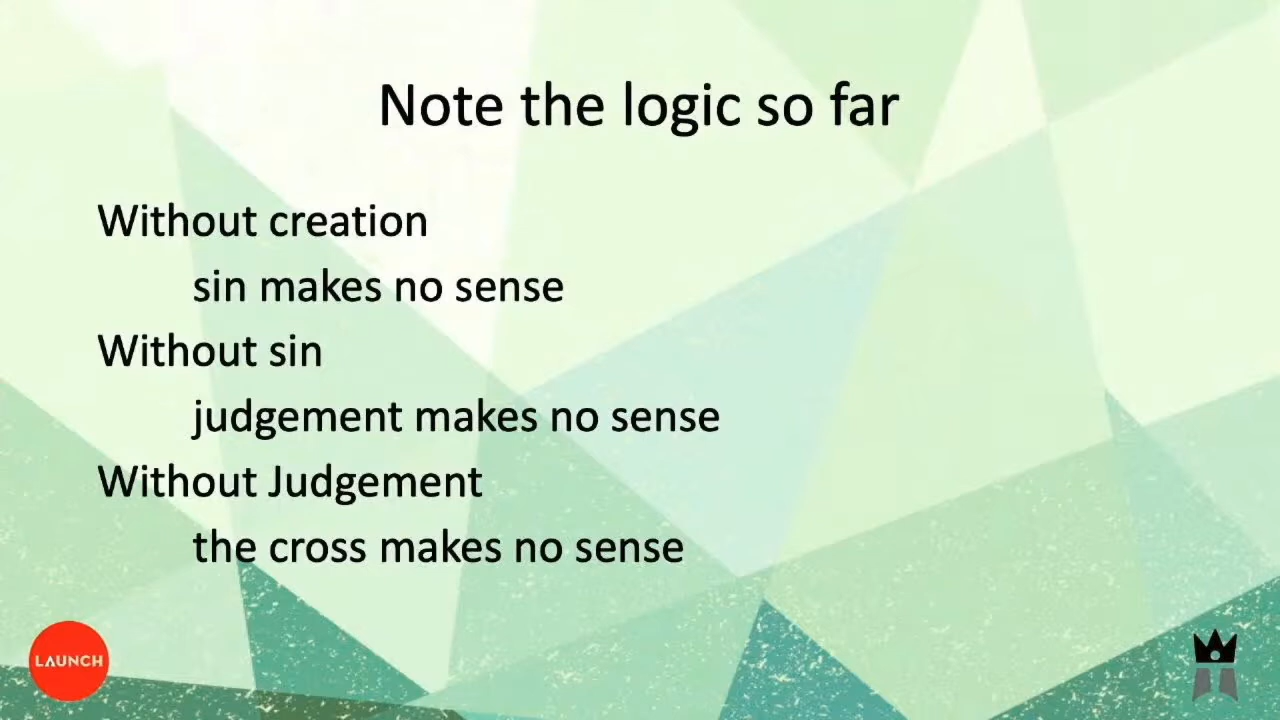 Note the logic so far
Without creation
sin makes no sense
Without sin
judgement makes no sense
Without Judgement
the cross makes no sense
LAUNCH